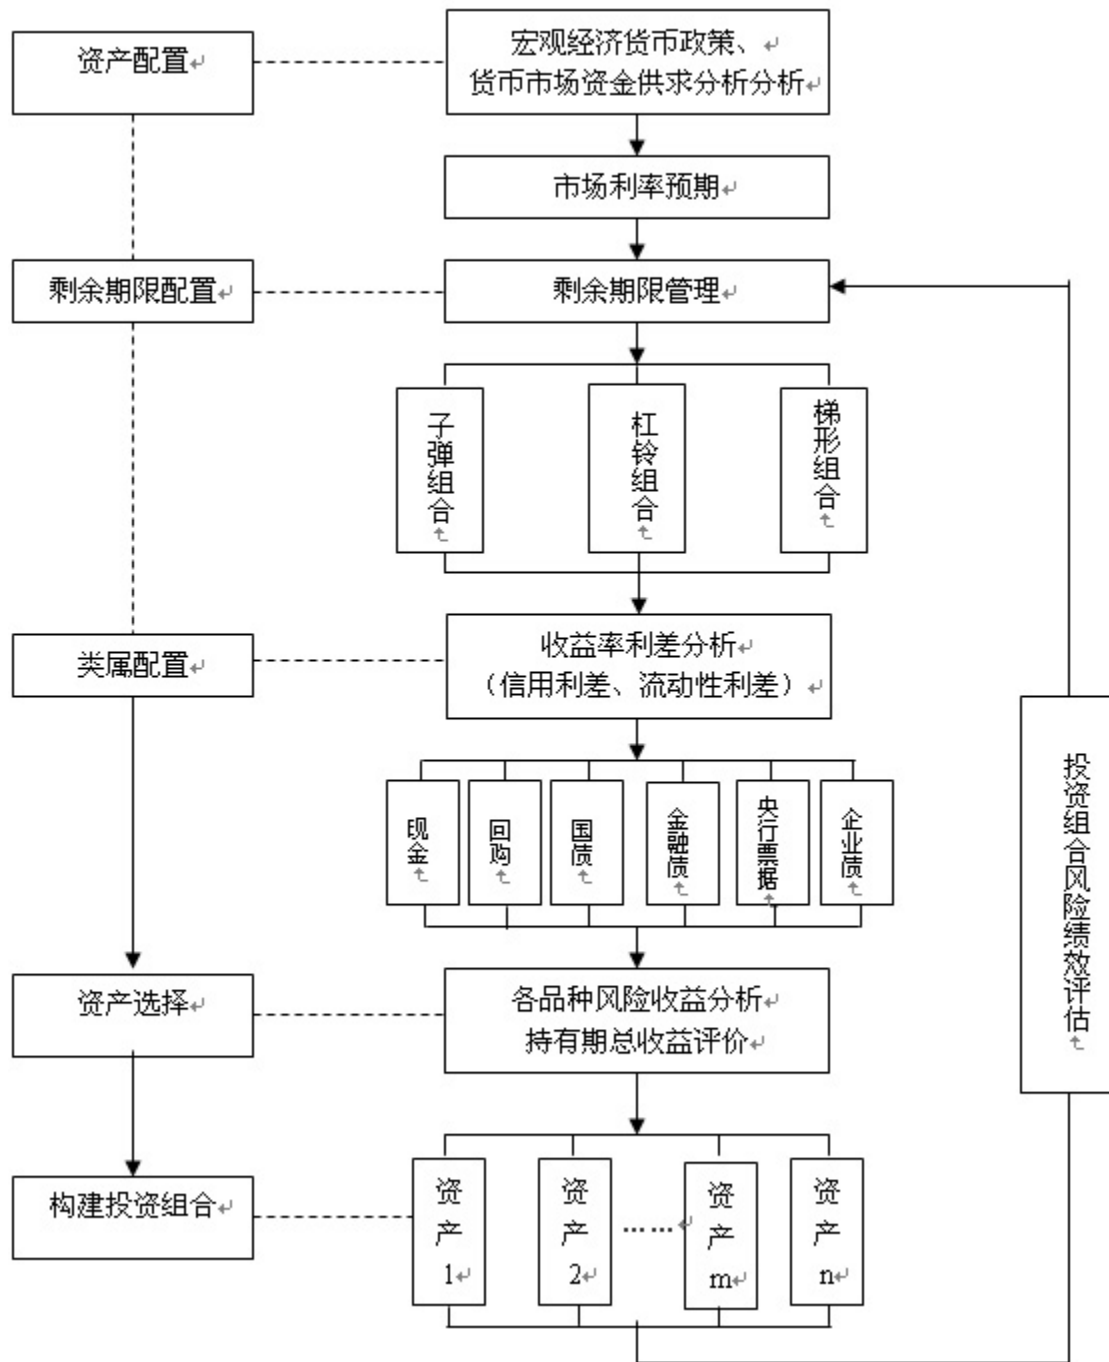 资产配置
宏观经济货币政策、
货币市场资金供求分析分析
市场利率预期
剩余期限配置
剩余期限管理
子弹组合
杠铃组合
梯形组合
类属配置
收益率利差分析
（信用利差、流动性利差）
现金
回购
国债
金融债
央行票据
企业债
投资组合风险绩效评估
资产选择
各品种风险收益分析
持有期总收益评价
构建投资组合
资产1
资产2
……
资产m
资产n